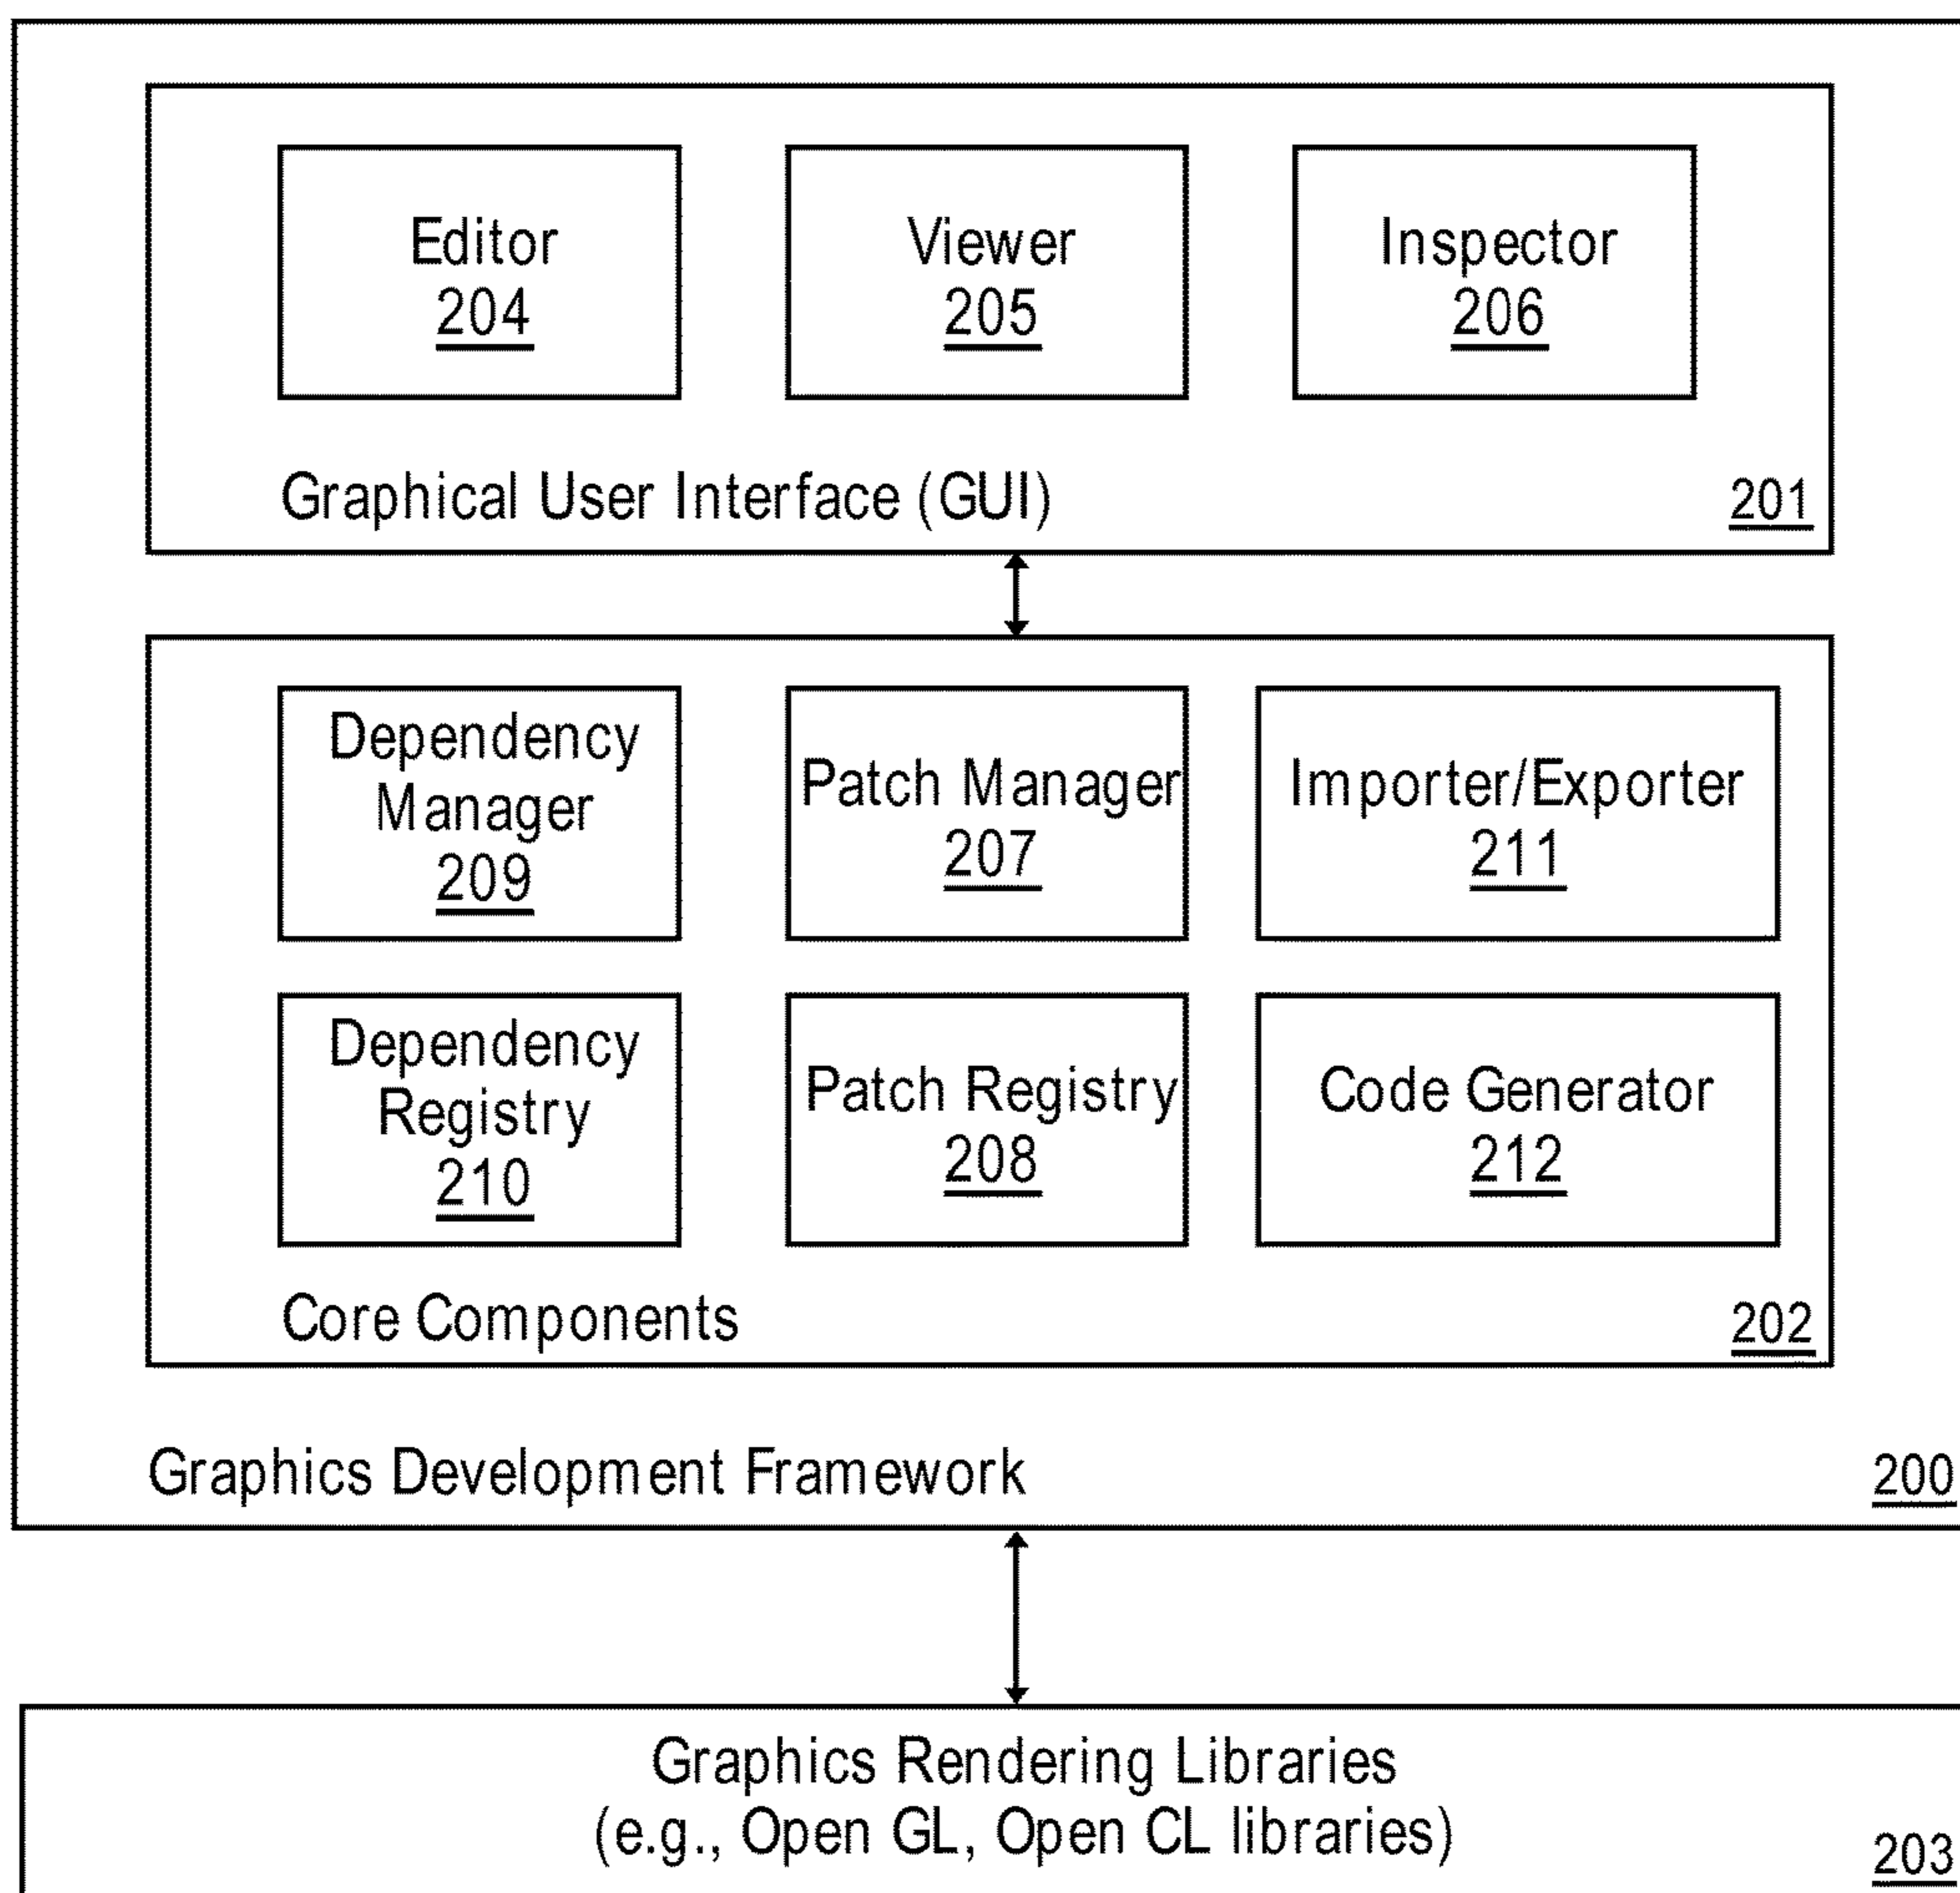 Editor
204
Viewer
205
Inspector
206
Graphical User Interface (GUI)
201
Dependency
Manager
209
Patch Manager
207
Importer/Exporter
211
Dependency
Registry
210
Patch Registry
208
Code Generator
212
Core Components
202
Graphics Development Framework
200
Graphics Rendering Libraries
(e.g., Open GL, Open CL libraries)
203